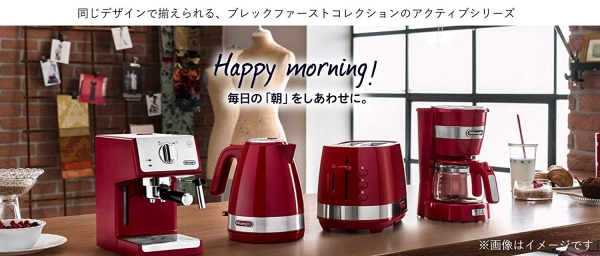 同じデザインで揃えられる、ブレックファーストコレクションのアクティブシリーズ
Happy morning!
毎日の「朝」をしあわせに。
DeLonghi
※画像はイメージです